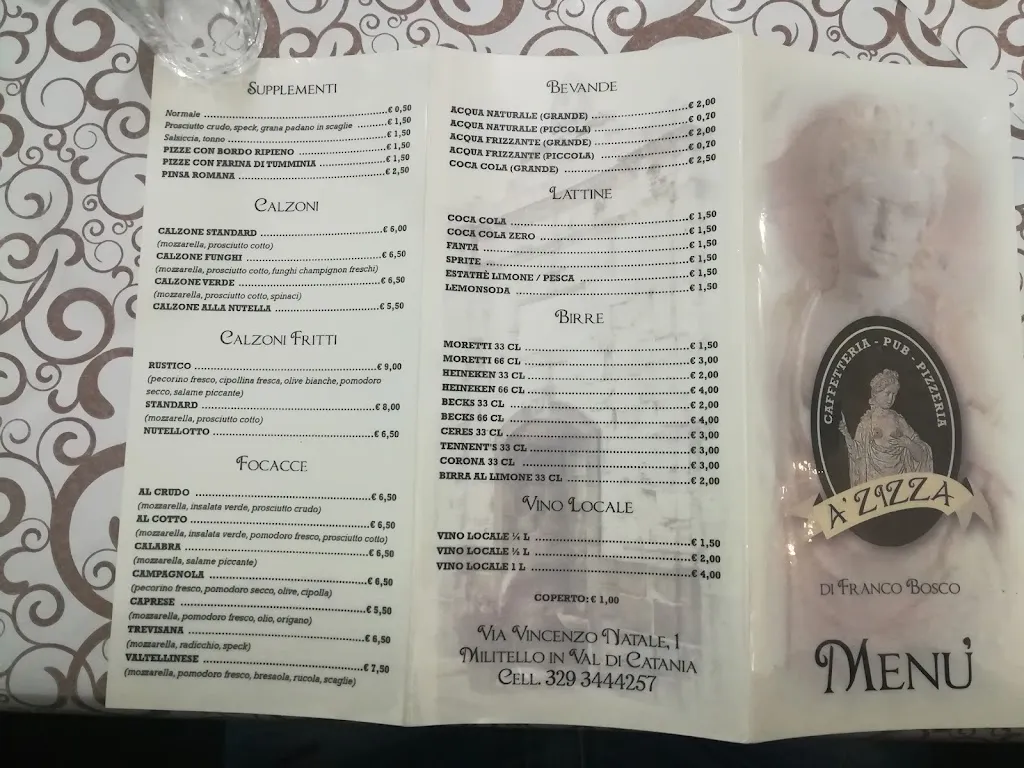 SUPPLEMENTI
Normale ........ € 0,50
Prosciutto crudo, speck, grana padano in scaglie ........ € 1,50
Salsiccia, tonno ........ € 1,50
PIZZE CON BORDO RIPIENO ........ € 1,50
PIZZE CON FARINA DI TUMMINIA ........ € 1,50
PINSA ROMANA ........ € 2,50
CALZONI
CALZONE STANDARD ........ € 6,00
(mozzarella, prosciutto cotto)
CALZONE FUNGHI ........ € 6,50
(mozzarella, prosciutto cotto, funghi champignon freschi)
CALZONE VERDE ........ € 6,50
(mozzarella, prosciutto cotto, spinaci)
CALZONE ALLA NUTELLA ........ € 5,50
CALZONI FRITTI
RUSTICO ........ € 9,00
(pecorino fresco, cipollina fresca, olive bianche, pomodoro
secco, salame piccante)
STANDARD ........ € 8,00
(mozzarella, prosciutto cotto)
NUTELLOTTO ........ € 6,50
FOCACCE
AL CRUDO ........ € 6,50
(mozzarella, insalata verde, prosciutto crudo)
AL COTTO ........ € 6,50
(mozzarella, insalata verde, pomodoro fresco, prosciutto cotto)
CALABRA ........ € 6,50
(mozzarella, salame piccante)
CAMPAGNOLA ........ € 6,50
(pecorino fresco, pomodoro secco, olive, cipolla)
CAPRESE ........ € 5,50
(mozzarella, pomodoro fresco, olio, origano)
TREVISANA ........ € 6,50
(mozzarella, radicchio, speck)
VALTELLINESE ........ € 7,50
(mozzarella, pomodoro fresco, bresaola, rucola, scaglie)
BEVANDE
ACQUA NATURALE (GRANDE) ........ € 2,00
ACQUA NATURALE (PICCOLA) ........ € 0,70
ACQUA FRIZZANTE (GRANDE) ........ € 2,00
ACQUA FRIZZANTE (PICCOLA) ........ € 0,70
COCA COLA (GRANDE) ........ € 2,50
LATTINE
COCA COLA ........ € 1,50
COCA COLA ZERO ........ € 1,50
FANTA ........ € 1,50
SPRITE ........ € 1,50
ESTATHÈ LIMONE / PESCA ........ € 1,50
LEMONSODA ........ € 1,50
BIRRE
MORETTI 33 CL ........ € 1,50
MORETTI 66 CL ........ € 3,00
HEINEKEN 33 CL ........ € 2,00
HEINEKEN 66 CL ........ € 4,00
BECKS 33 CL ........ € 2,00
BECKS 66 CL ........ € 4,00
CERES 33 CL ........ € 3,00
TENNENT'S 33 CL ........ € 3,00
CORONA 33 CL ........ € 3,00
BIRRA AL LIMONE 33 CL ........ € 2,00
VINO LOCALE
VINO LOCALE ¼ L ........ € 1,50
VINO LOCALE ½ L ........ € 2,00
VINO LOCALE 1 L ........ € 4,00
COPERTO: € 1,00
VIA VINCENZO NATALE, 1
MILITELLO IN VAL DI CATANIA
CELL. 329 3444257
CAFFETTERIA - PUB - PIZZERIA
A' ZIZZA
DI FRANCO BOSCO
MENU'